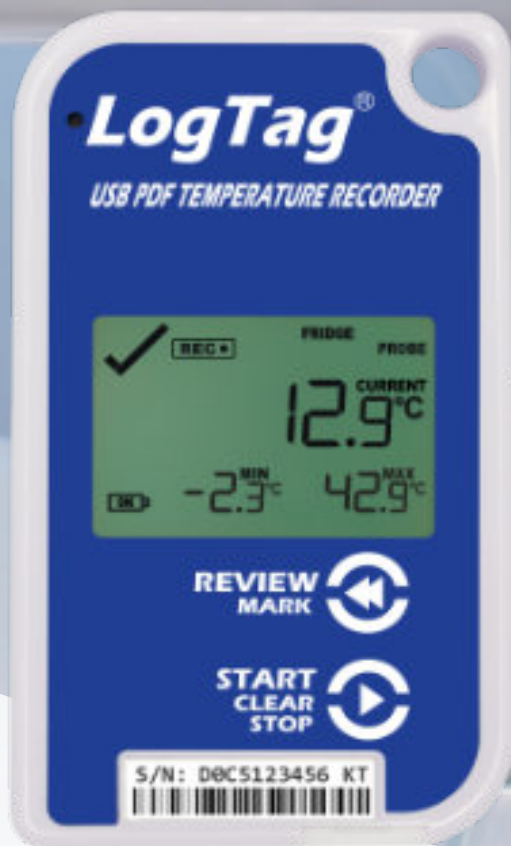 LogTag®
USB PDF TEMPERATURE RECORDER
REC
FRIDGE
PROBE
CURRENT
12.9°C
MIN
-2.3°C
MAX
42.9°C
OK
REVIEW
MARK
START
CLEAR
STOP
S/N: D0C5123456 KT